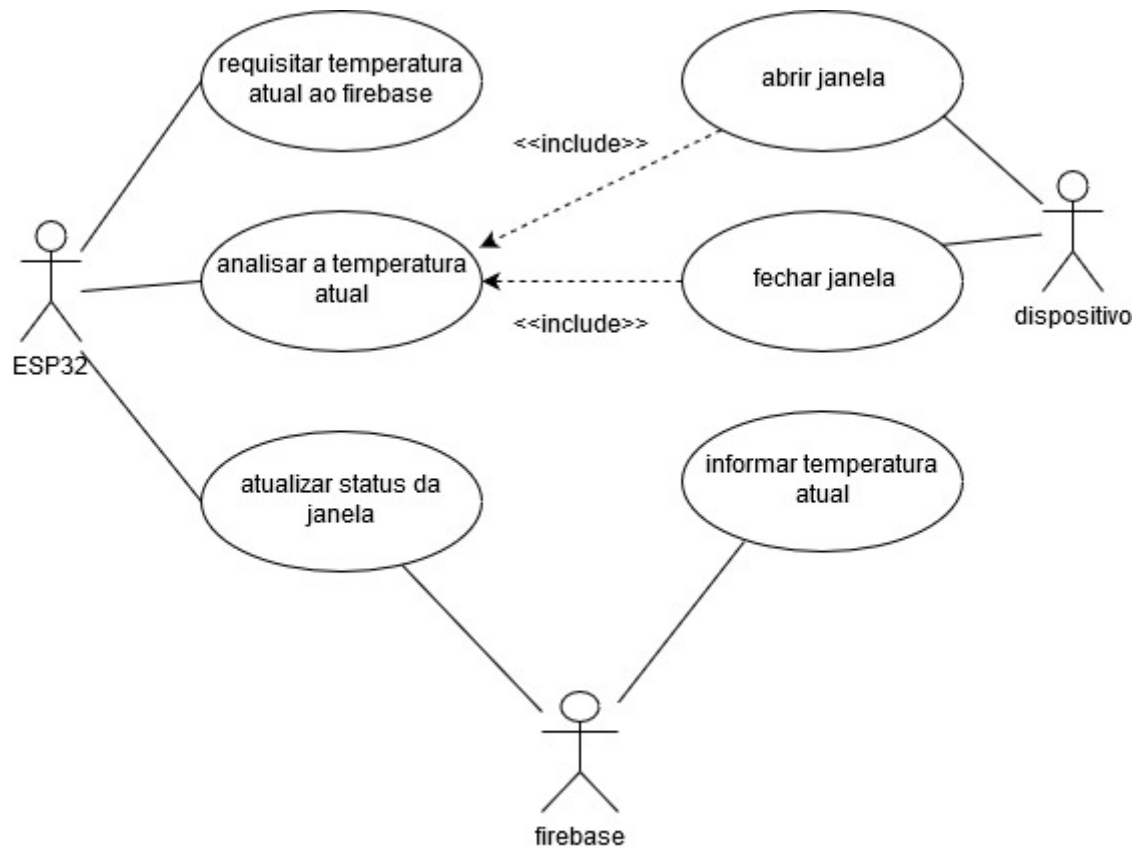 requisitar temperatura
atual ao firebase
abrir janela
<<include>>
analisar a temperatura
atual
fechar janela
<<include>>
ESP32
dispositivo
atualizar status da
janela
informar temperatura
atual
firebase